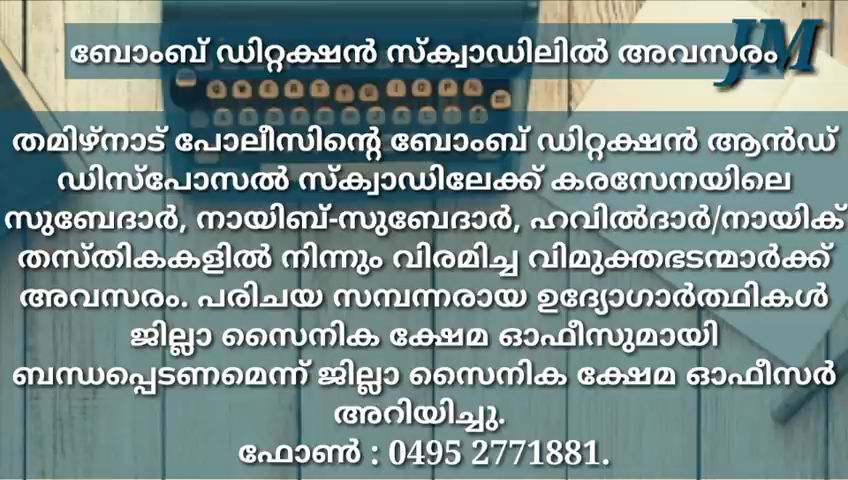 ബോംബ് ഡിറ്റക്ഷൻ സ്ക്വാഡിലിൽ അവസരം
JM
തമിഴ്നാട് പോലീസിന്റെ ബോംബ് ഡിറ്റക്ഷൻ ആൻഡ്
ഡിസ്പോസൽ സ്ക്വാഡിലേക്ക് കരസേനയിലെ
സുബേദാർ, നായിബ്-സുബേദാർ, ഹവിൽദാർ/നായിക്
തസ്തികകളിൽ നിന്നും വിരമിച്ച വിമുക്തഭടന്മാർക്ക്
അവസരം. പരിചയ സമ്പന്നരായ ഉദ്യോഗാർത്ഥികൾ
ജില്ലാ സൈനിക ക്ഷേമ ഓഫീസുമായി
ബന്ധപ്പെടണമെന്ന് ജില്ലാ സൈനിക ക്ഷേമ ഓഫീസർ
അറിയിച്ചു.
ഫോൺ : 0495 2771881.